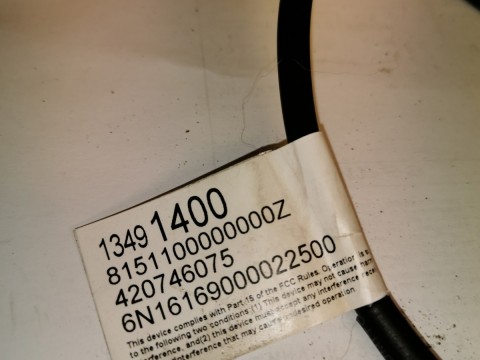 1349 1400
81511000000000Z
420746075
6N16169000022500
This device complies with Part 15 of the FCC Rules. Operation is s
to the following two conditions (1) This device may not cause harm
interference, and(2) this device must accept any interference rece
interference that may cause undesired operation.